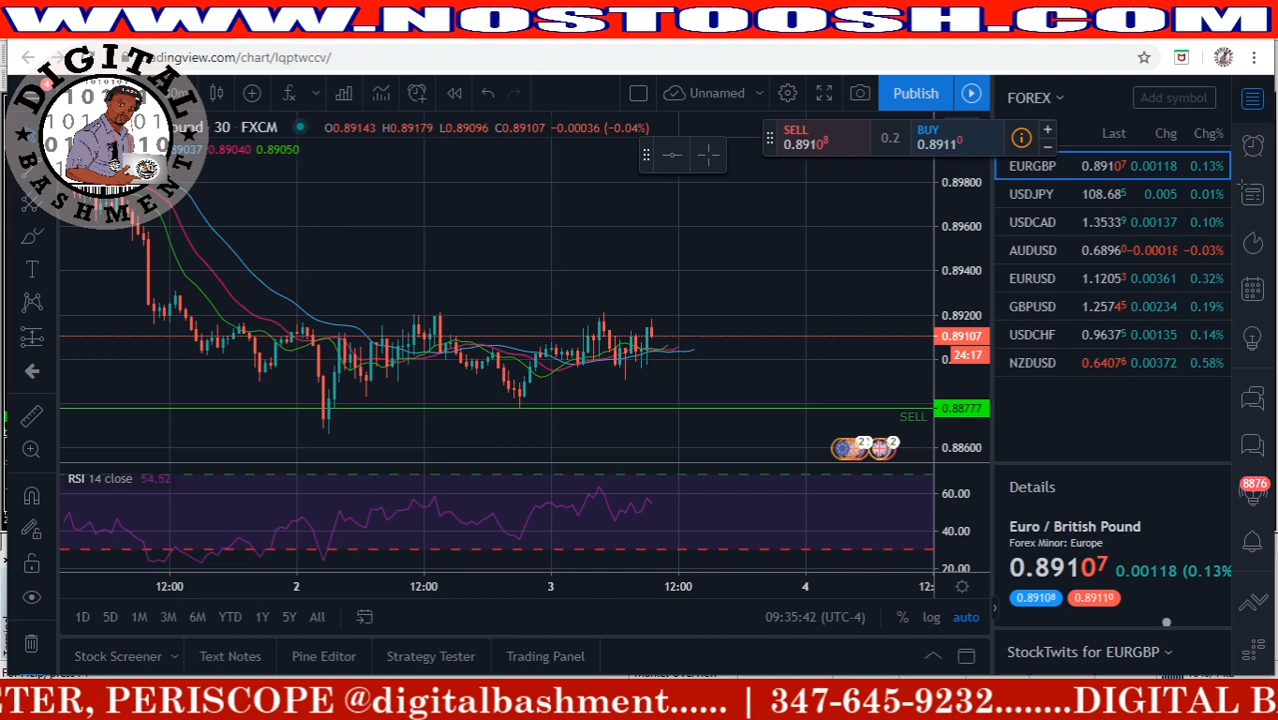 WWW.NOSTOOSH.COM
tradingview.com/chart/lqptwccv/
DIGITAL
BASHMENT
Unnamed
Publish
FOREX
Add symbol
30 FXCM O0.89143 H0.89179 L0.89096 C0.89107 -0.00036 (-0.04%)
0.89040 0.89050
SELL
0.89108
0.2
BUY
0.89110
Last Chg Chg%
EURGBP 0.89107 0.00118 0.13%
USDJPY 108.685 0.005 0.01%
USDCAD 1.35339 0.00137 0.10%
AUDUSD 0.68960 -0.00018 -0.03%
EURUSD 1.12053 0.00361 0.32%
GBPUSD 1.25745 0.00234 0.19%
USDCHF 0.96375 0.00135 0.14%
NZDUSD 0.64076 0.00372 0.58%
0.89800
0.89600
0.89400
0.89200
0.89107
24:17
0.88777
SELL
0.88600
2
RSI 14 close 54.52
60.00
40.00
20.00
12:00 2 12:00 3 12:00 4 12:
1D 5D 1M 3M 6M YTD 1Y 5Y All
09:35:42 (UTC-4) % log auto
Stock Screener Text Notes Pine Editor Strategy Tester Trading Panel
8876
Details
Euro / British Pound
Forex Minor: Europe
0.89107 0.00118 (0.13%
0.89108 0.89110
StockTwits for EURGBP
ETER, PERISCOPE @digitalbashment...... | 347-645-9232........DIGITAL B